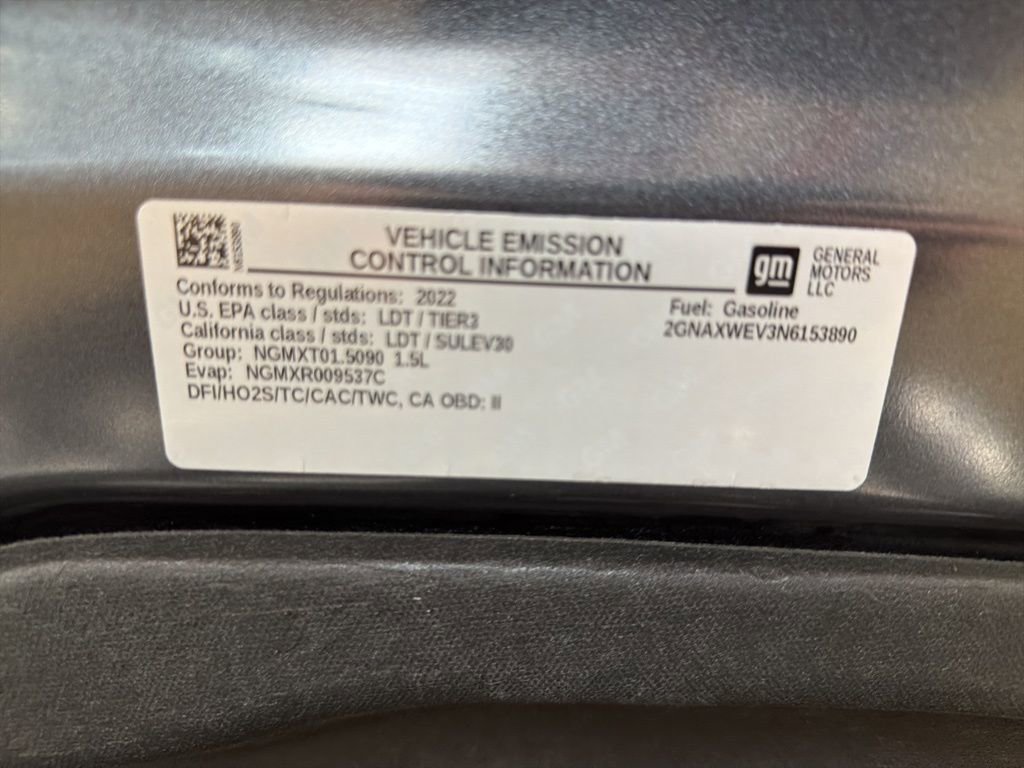 VEHICLE EMISSION
CONTROL INFORMATION
gm
GENERAL
MOTORS
LLC
Conforms to Regulations: 2022
U.S. EPA class / stds: LDT / TIER3
California class / stds: LDT / SULEV30
Group: NGMXT01.5090 1.5L
Evap: NGMXR009537C
DFI/HO2S/TC/CAC/TWC, CA OBD: II
Fuel: Gasoline
2GNAXWEV3N6153890